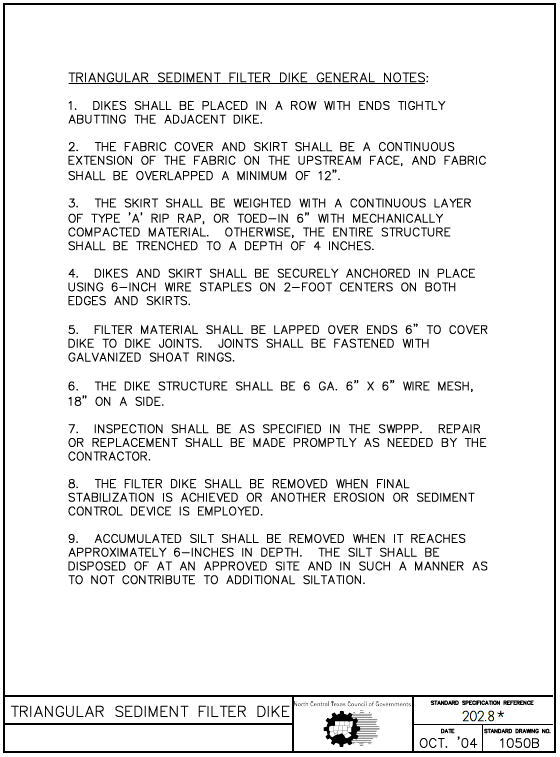 TRIANGULAR SEDIMENT FILTER DIKE GENERAL NOTES:
1. DIKES SHALL BE PLACED IN A ROW WITH ENDS TIGHTLY
ABUTTING THE ADJACENT DIKE.
2. THE FABRIC COVER AND SKIRT SHALL BE A CONTINUOUS
EXTENSION OF THE FABRIC ON THE UPSTREAM FACE, AND FABRIC
SHALL BE OVERLAPPED A MINIMUM OF 12".
3. THE SKIRT SHALL BE WEIGHTED WITH A CONTINUOUS LAYER
OF TYPE 'A' RIP RAP, OR TOED-IN 6" WITH MECHANICALLY
COMPACTED MATERIAL. OTHERWISE, THE ENTIRE STRUCTURE
SHALL BE TRENCHED TO A DEPTH OF 4 INCHES.
4. DIKES AND SKIRT SHALL BE SECURELY ANCHORED IN PLACE
USING 6-INCH WIRE STAPLES ON 2-FOOT CENTERS ON BOTH
EDGES AND SKIRTS.
5. FILTER MATERIAL SHALL BE LAPPED OVER ENDS 6" TO COVER
DIKE TO DIKE JOINTS. JOINTS SHALL BE FASTENED WITH
GALVANIZED SHOAT RINGS.
6. THE DIKE STRUCTURE SHALL BE 6 GA. 6" X 6" WIRE MESH,
18" ON A SIDE.
7. INSPECTION SHALL BE AS SPECIFIED IN THE SWPPP. REPAIR
OR REPLACEMENT SHALL BE MADE PROMPTLY AS NEEDED BY THE
CONTRACTOR.
8. THE FILTER DIKE SHALL BE REMOVED WHEN FINAL
STABILIZATION IS ACHIEVED OR ANOTHER EROSION OR SEDIMENT
CONTROL DEVICE IS EMPLOYED.
9. ACCUMULATED SILT SHALL BE REMOVED WHEN IT REACHES
APPROXIMATELY 6-INCHES IN DEPTH. THE SILT SHALL BE
DISPOSED OF AT AN APPROVED SITE AND IN SUCH A MANNER AS
TO NOT CONTRIBUTE TO ADDITIONAL SILTATION.
TRIANGULAR SEDIMENT FILTER DIKE
North Central Texas Council of Governments
STANDARD SPECIFICATION REFERENCE
202.8*
DATE
OCT. '04
STANDARD DRAWING NO.
1050B